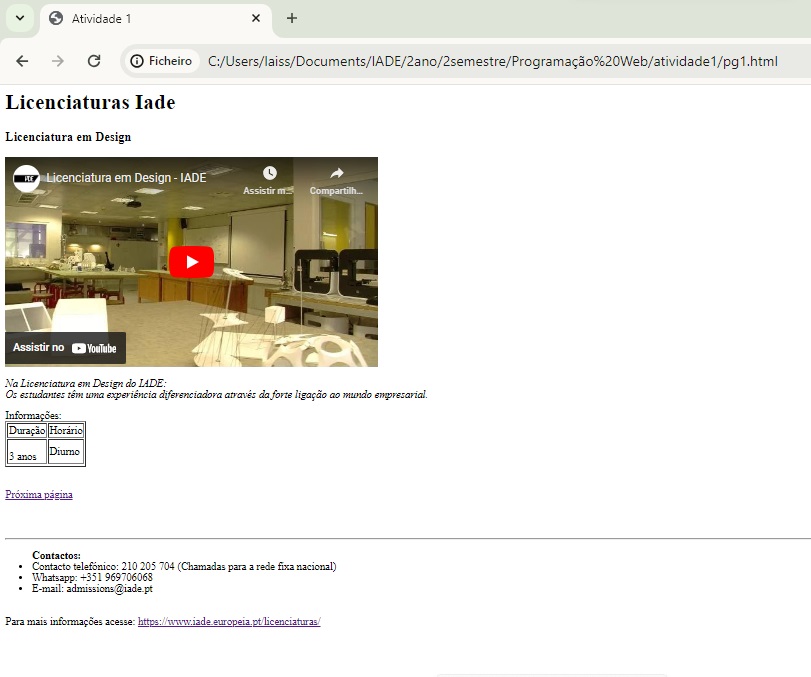 Atividade 1
Ficheiro
C:/Users/laiss/Documents/IADE/2ano/2semestre/Programação%20Web/atividade1/pg1.html
Licenciaturas Iade
Licenciatura em Design
Licenciatura em Design - IADE
Assistir m...
Compartilh...
Assistir no YouTube
Na Licenciatura em Design do IADE:
Os estudantes têm uma experiência diferenciadora através da forte ligação ao mundo empresarial.
Informações:
Duração Horário
3 anos Diurno
Próxima página
Contactos:
• Contacto telefónico: 210 205 704 (Chamadas para a rede fixa nacional)
• Whatsapp: +351 969706068
• E-mail: admissions@iade.pt
Para mais informações acesse: https://www.iade.europeia.pt/licenciaturas/